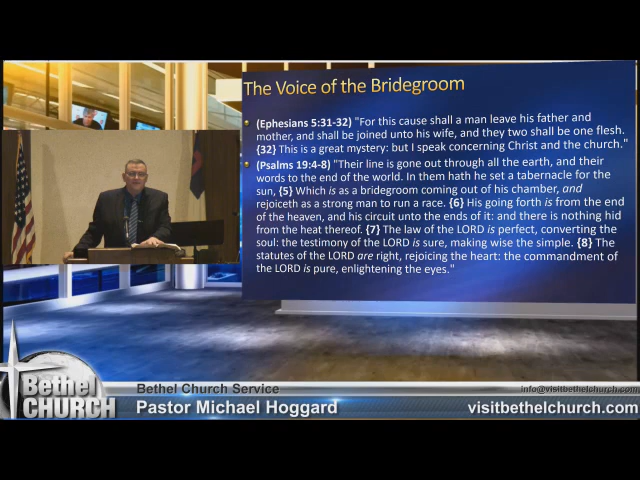 The Voice of the Bridegroom
(Ephesians 5:31-32) "For this cause shall a man leave his father and
mother, and shall be joined unto his wife, and they two shall be one flesh.
{32} This is a great mystery: but I speak concerning Christ and the church."
(Psalms 19:4-8) "Their line is gone out through all the earth, and their
words to the end of the world. In them hath he set a tabernacle for the
sun, {5} Which is as a bridegroom coming out of his chamber, and
rejoiceth as a strong man to run a race. {6} His going forth is from the end
of the heaven, and his circuit unto the ends of it: and there is nothing hid
from the heat thereof. {7} The law of the LORD is perfect, converting the
soul: the testimony of the LORD is sure, making wise the simple. {8} The
statutes of the LORD are right, rejoicing the heart: the commandment of
the LORD is pure, enlightening the eyes."
Bethel
CHURCH
Bethel Church Service
info@visitbethelchurch.com
Pastor Michael Hoggard
visitbethelchurch.com